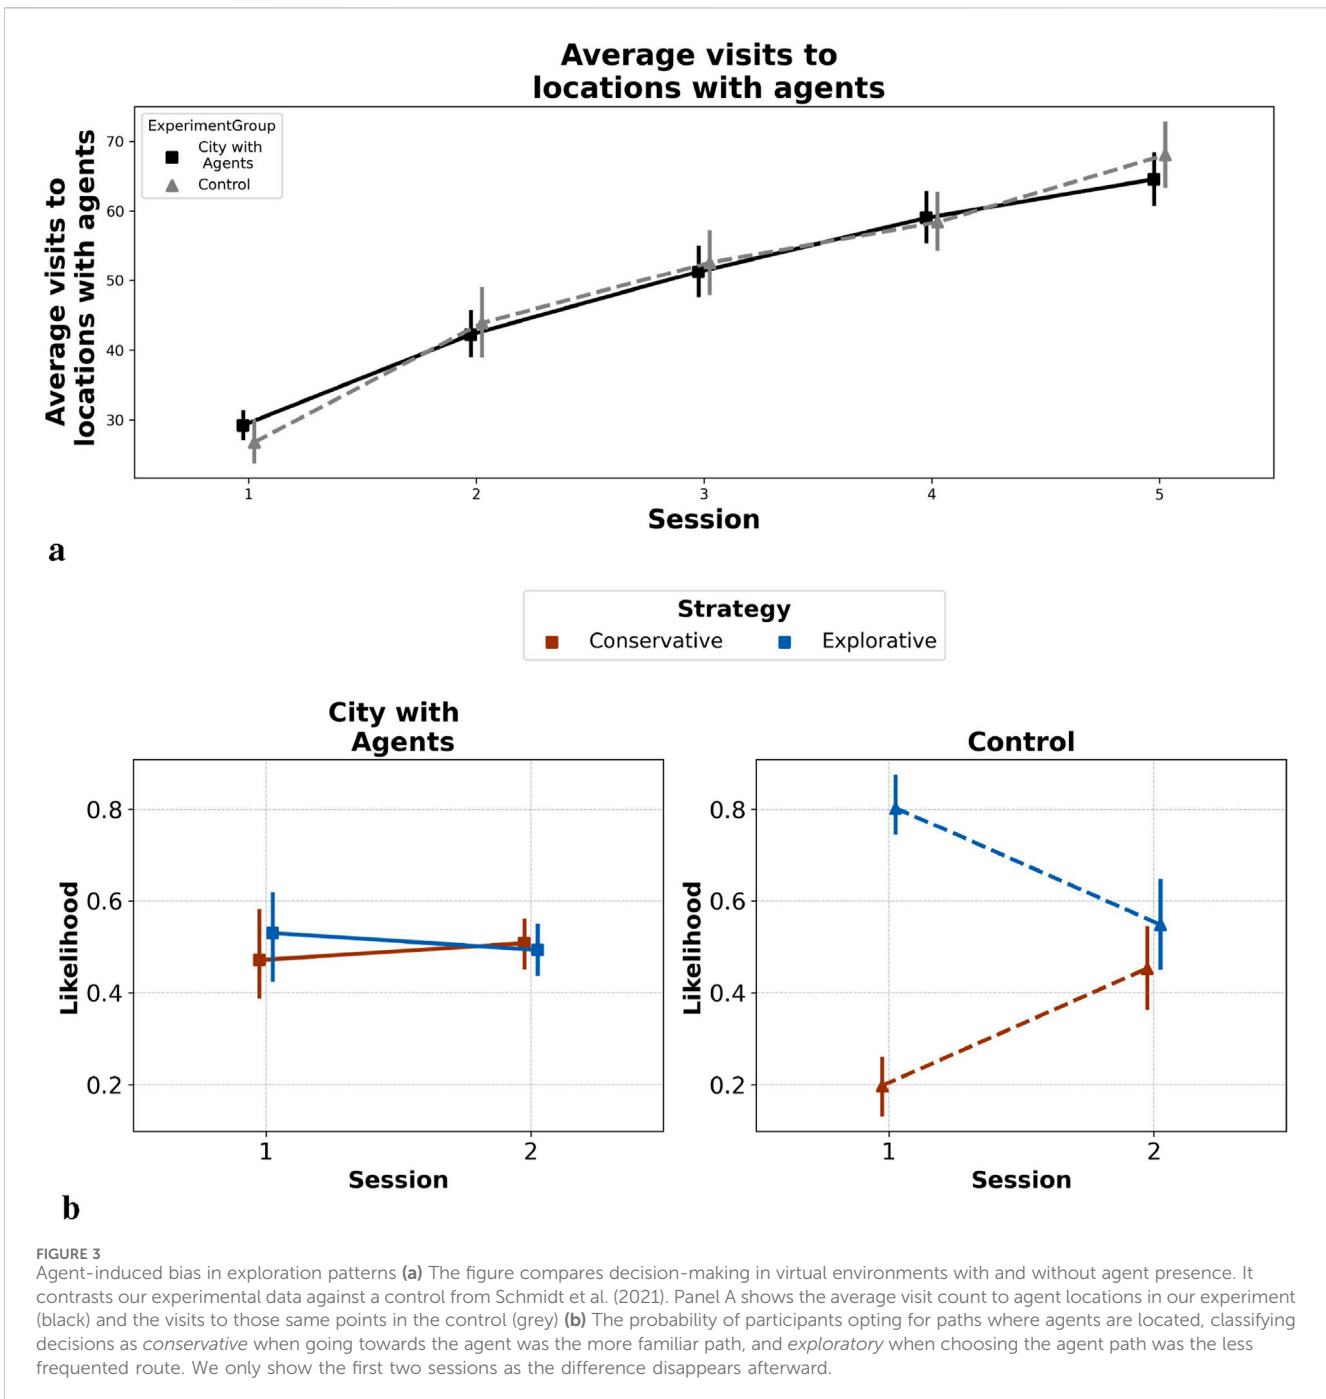 Average visits to
locations with agents
Average visits to
locations with agents
ExperimentGroup
City with
Agents
Control
70
60
50
40
30
1
2
3
4
5
Session
a
Strategy
Conservative
Explorative
City with
Agents
Likelihood
0.8
0.6
0.4
0.2
1
2
Session
Control
Likelihood
0.8
0.6
0.4
0.2
1
2
Session
b
FIGURE 3
Agent-induced bias in exploration patterns (a) The figure compares decision-making in virtual environments with and without agent presence. It
contrasts our experimental data against a control from Schmidt et al. (2021). Panel A shows the average visit count to agent locations in our experiment
(black) and the visits to those same points in the control (grey) (b) The probability of participants opting for paths where agents are located, classifying
decisions as conservative when going towards the agent was the more familiar path, and exploratory when choosing the agent path was the less
frequented route. We only show the first two sessions as the difference disappears afterward.